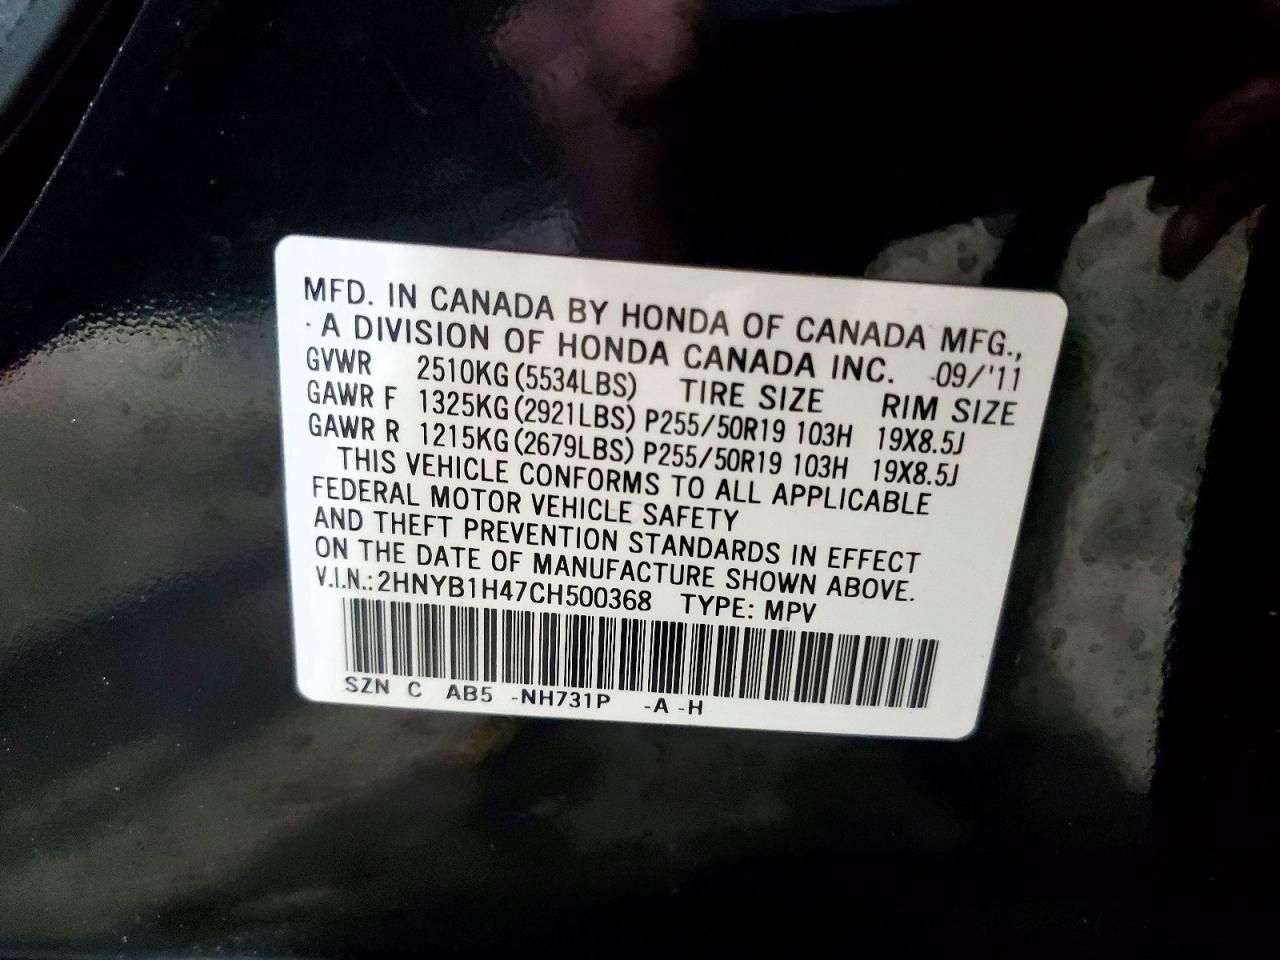 MFD. IN CANADA BY HONDA OF CANADA MFG.,
A DIVISION OF HONDA CANADA INC. 09/'11
GVWR 2510KG (5534LBS) TIRE SIZE RIM SIZE
GAWR F 1325KG (2921LBS) P255/50R19 103H 19X8.5J
GAWR R 1215KG (2679LBS) P255/50R19 103H 19X8.5J
THIS VEHICLE CONFORMS TO ALL APPLICABLE
FEDERAL MOTOR VEHICLE SAFETY
AND THEFT PREVENTION STANDARDS IN EFFECT
ON THE DATE OF MANUFACTURE SHOWN ABOVE.
V.I.N.: 2HNYB1H47CH500368 TYPE: MPV
SZN C AB5 -NH731P -A -H